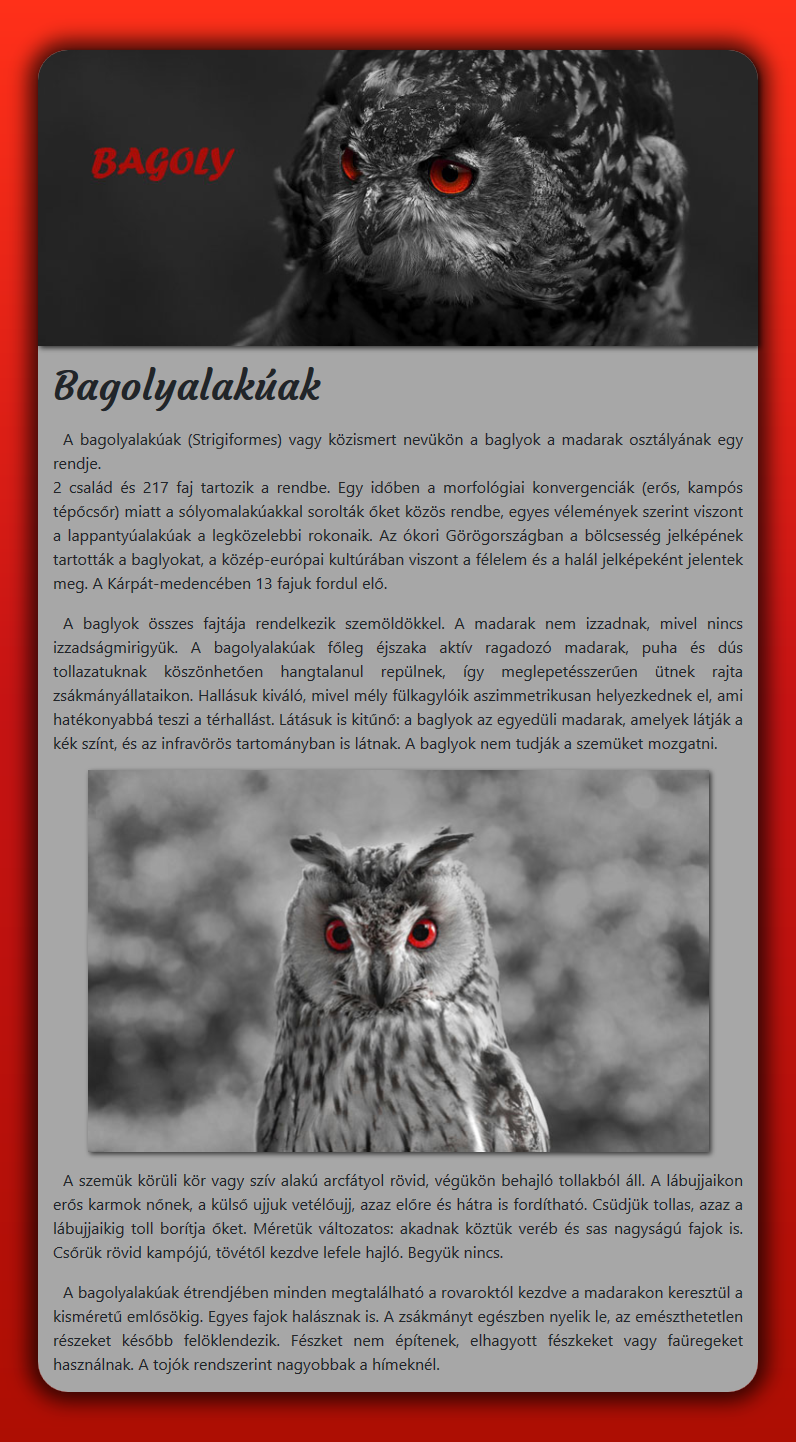 BAGOLY
Bagolyalakúak
A bagolyalakúak (Strigiformes) vagy közismert nevükön a baglyok a madarak osztályának egy
rendje.
2 család és 217 faj tartozik a rendbe. Egy időben a morfológiai konvergenciák (erős, kampós
tépőcsőr) miatt a sólyomalakúakkal sorolták őket közös rendbe, egyes vélemények szerint viszont
a lappantyúalakúak a legközelebbi rokonaik. Az ókori Görögországban a bölcsesség jelképének
tartották a baglyokat, a közép-európai kultúrában viszont a félelem és a halál jelképeként jelentek
meg. A Kárpát-medencében 13 fajuk fordul elő.
A baglyok összes fajtája rendelkezik szemöldökkel. A madarak nem izzadnak, mivel nincs
izzadságmirigyük. A bagolyalakúak főleg éjszaka aktív ragadozó madarak, puha és dús
tollazatuknak köszönhetően hangtalanul repülnek, így meglepetésszerűen ütnek rajta
zsákmányállataikon. Hallásuk kiváló, mivel mély fülkagylóik aszimmetrikusan helyezkednek el, ami
hatékonyabbá teszi a térhallást. Látásuk is kitűnő: a baglyok az egyedüli madarak, amelyek látják a
kék színt, és az infravörös tartományban is látnak. A baglyok nem tudják a szemüket mozgatni.
A szemük körüli kör vagy szív alakú arcfátyol rövid, végükön behajló tollakból áll. A lábujjaikon
erős karmok nőnek, a külső ujjuk vetélőujj, azaz előre és hátra is fordítható. Csüdjük tollas, azaz a
lábujjaikig toll borítja őket. Méretük változatos: akadnak köztük veréb és sas nagyságú fajok is.
Csőrük rövid kampójú, tövétől kezdve lefele hajló. Begyük nincs.
A bagolyalakúak étrendjében minden megtalálható a rovaroktól kezdve a madarakon keresztül a
kisméretű emlősökig. Egyes fajok halásznak is. A zsákmányt egészben nyelik le, az emészthetetlen
részeket később felöklendezik. Fészket nem építenek, elhagyott fészkeket vagy faüregeket
használnak. A tojók rendszerint nagyobbak a hímeknél.